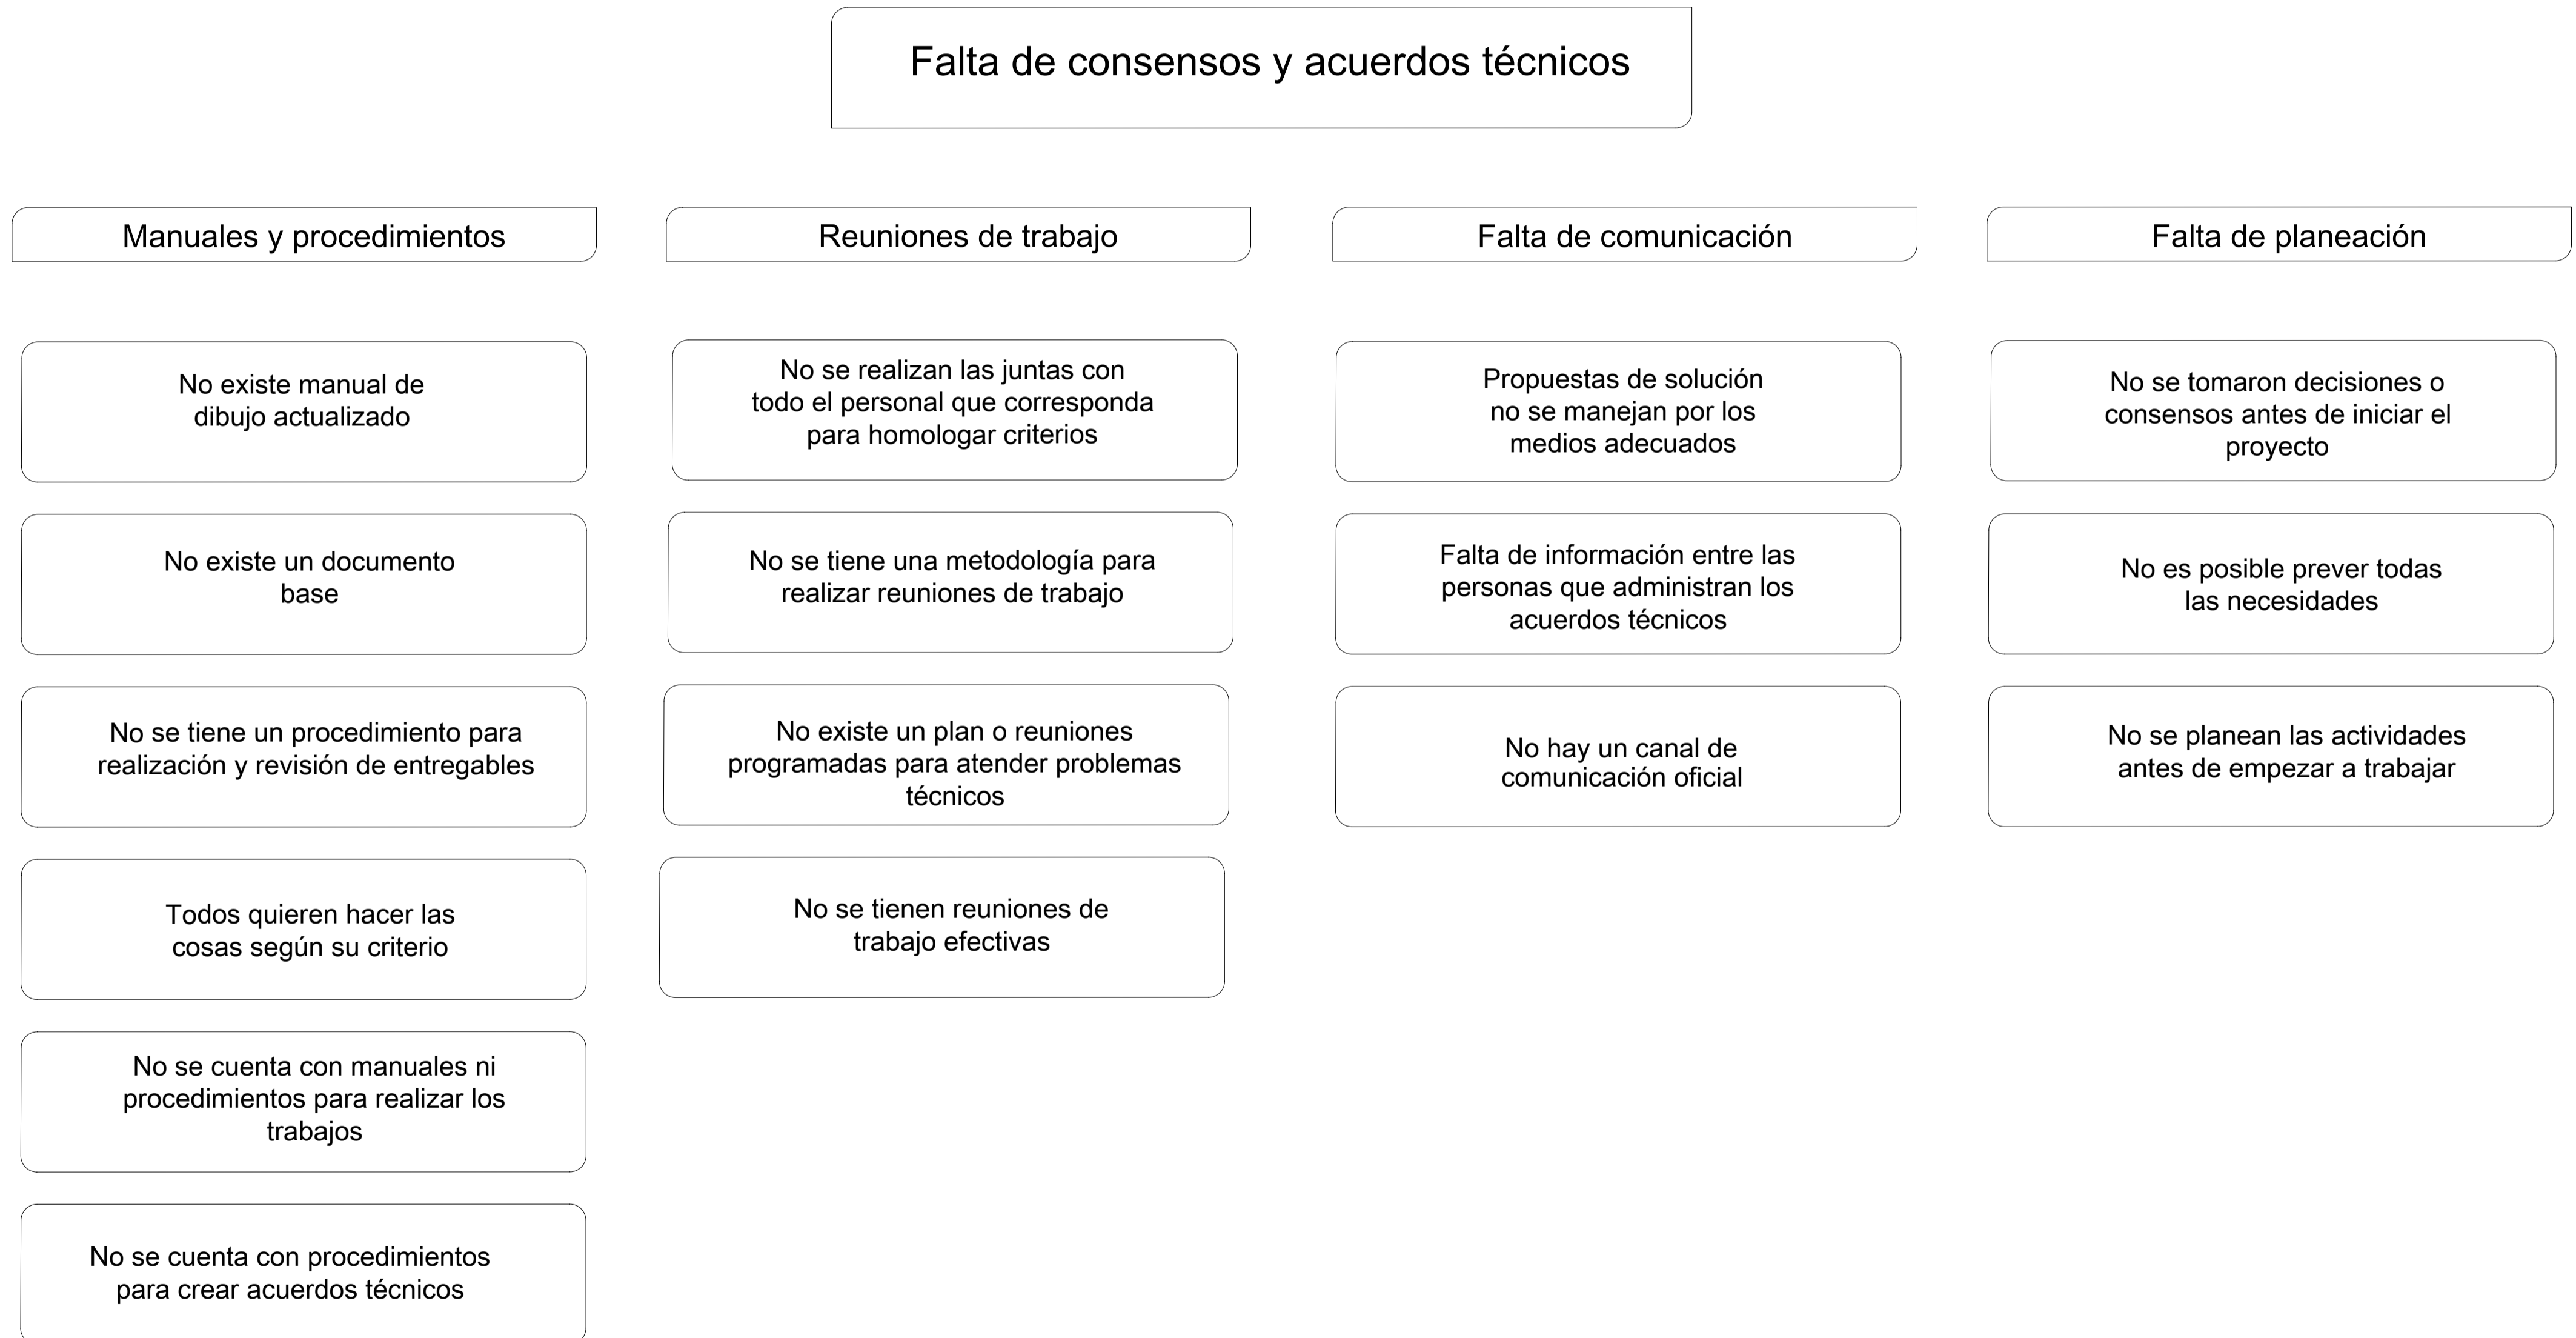 Falta de consensos y acuerdos técnicos
Manuales y procedimientos
No existe manual de
dibujo actualizado
No existe un documento
base
No se tiene un procedimiento para
realización y revisión de entregables
Todos quieren hacer las
cosas según su criterio
No se cuenta con manuales ni
procedimientos para realizar los
trabajos
No se cuenta con procedimientos
para crear acuerdos técnicos
Reuniones de trabajo
No se realizan las juntas con
todo el personal que corresponda
para homologar criterios
No se tiene una metodología para
realizar reuniones de trabajo
No existe un plan o reuniones
programadas para atender problemas
técnicos
No se tienen reuniones de
trabajo efectivas
Falta de comunicación
Propuestas de solución
no se manejan por los
medios adecuados
Falta de información entre las
personas que administran los
acuerdos técnicos
No hay un canal de
comunicación oficial
Falta de planeación
No se tomaron decisiones o
consensos antes de iniciar el
proyecto
No es posible prever todas
las necesidades
No se planean las actividades
antes de empezar a trabajar